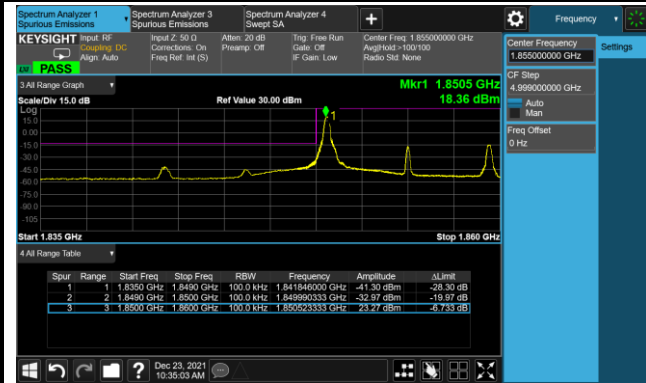 Spectrum Analyzer 1
Spurious Emissions
Spectrum Analyzer 3
Spurious Emissions
Spectrum Analyzer 4
Swept SA
Frequency
KEYSIGHT
Input: RF
Coupling: DC
Align: Auto
Input Z: 50 Ω
Corrections: On
Freq Ref: Int (S)
Atten: 20 dB
Preamp: Off
Trig: Free Run
Gate: Off
IF Gain: Low
Center Freq: 1.855000000 GHz
Avg|Hold:>100/100
Radio Std: None
PASS
Center Frequency
1.855000000 GHz
Settings
CF Step
4.999000000 GHz
Auto
Man
Freq Offset
0 Hz
3 All Range Graph
Mkr1 1.8505 GHz
Scale/Div 15.0 dB
Ref Value 30.00 dBm
18.36 dBm
Log
15.0
0.00
-15.0
-30.0
-45.0
-60.0
-75.0
-90.0
-105
1
Start 1.835 GHz
Stop 1.860 GHz
4 All Range Table
Spur Range Start Freq Stop Freq RBW Frequency Amplitude ΔLimit
1 1 1.8350 GHz 1.8490 GHz 100.0 kHz 1.841846000 GHz -41.30 dBm -28.30 dB
2 2 1.8490 GHz 1.8500 GHz 100.0 kHz 1.849990333 GHz -32.97 dBm -19.97 dB
3 3 1.8500 GHz 1.8600 GHz 100.0 kHz 1.850523333 GHz 23.27 dBm -6.733 dB
Dec 23, 2021
10:35:03 AM